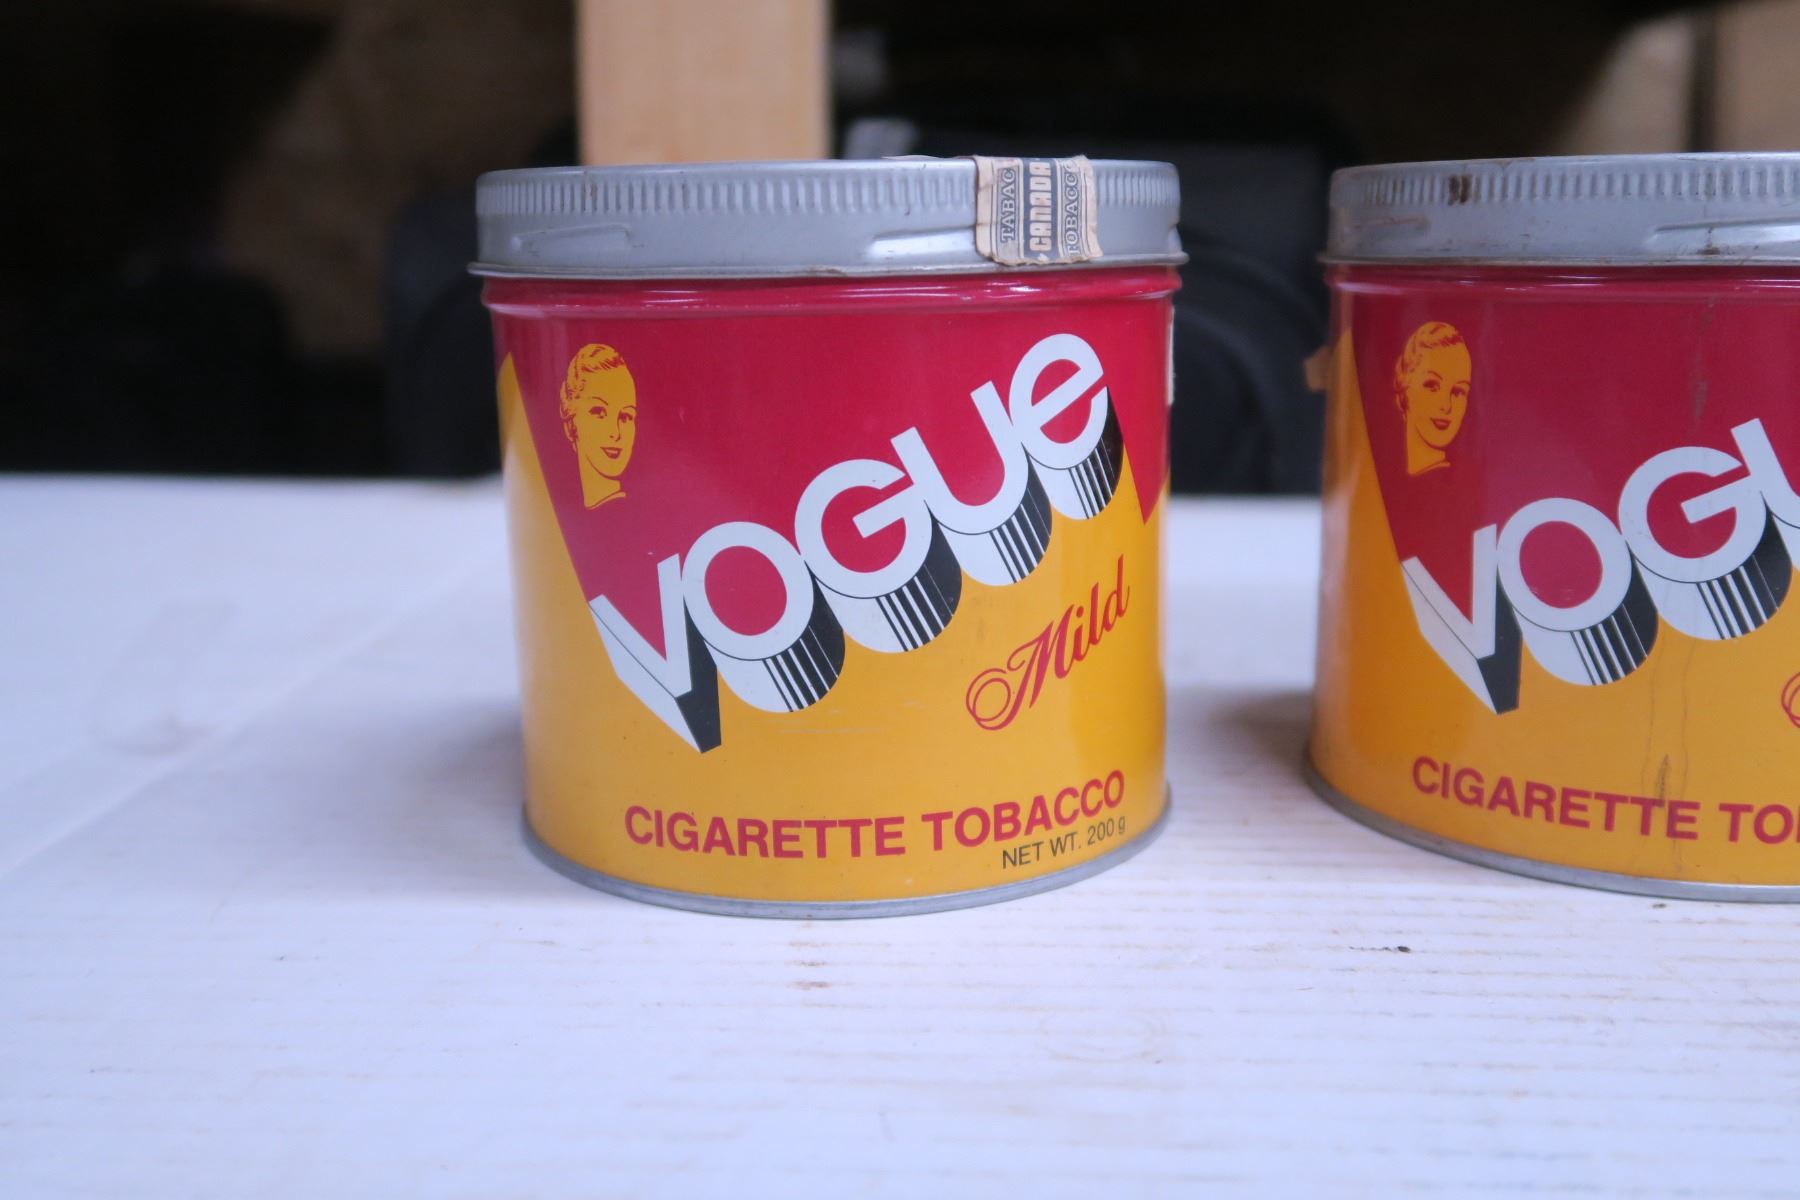 TABAC
CANADA
TOBACCO
VOGUe
Mild
CIGARETTE TOBACCO
NET WT. 200 g
VOGU
CIGARETTE TO